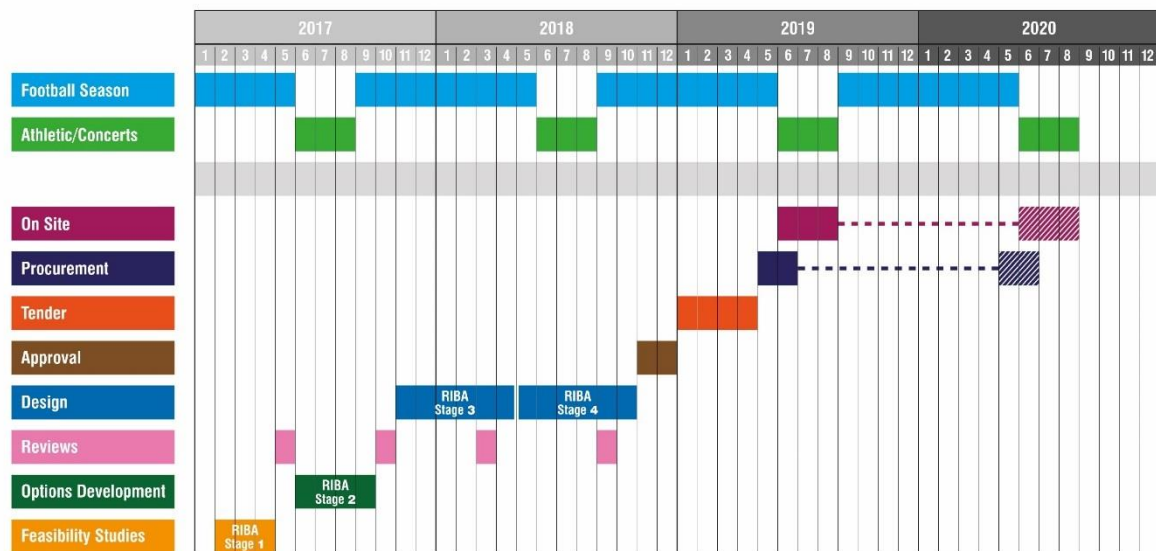 2017 2018 2019 2020
1 2 3 4 5 6 7 8 9 10 11 12 1 2 3 4 5 6 7 8 9 10 11 12 1 2 3 4 5 6 7 8 9 10 11 12 1 2 3 4 5 6 7 8 9 10 11 12
Football Season
Athletic/Concerts
On Site
Procurement
Tender
Approval
Design
RIBA
Stage 3
RIBA
Stage 4
Reviews
Options Development
RIBA
Stage 2
Feasibility Studies
RIBA
Stage 1